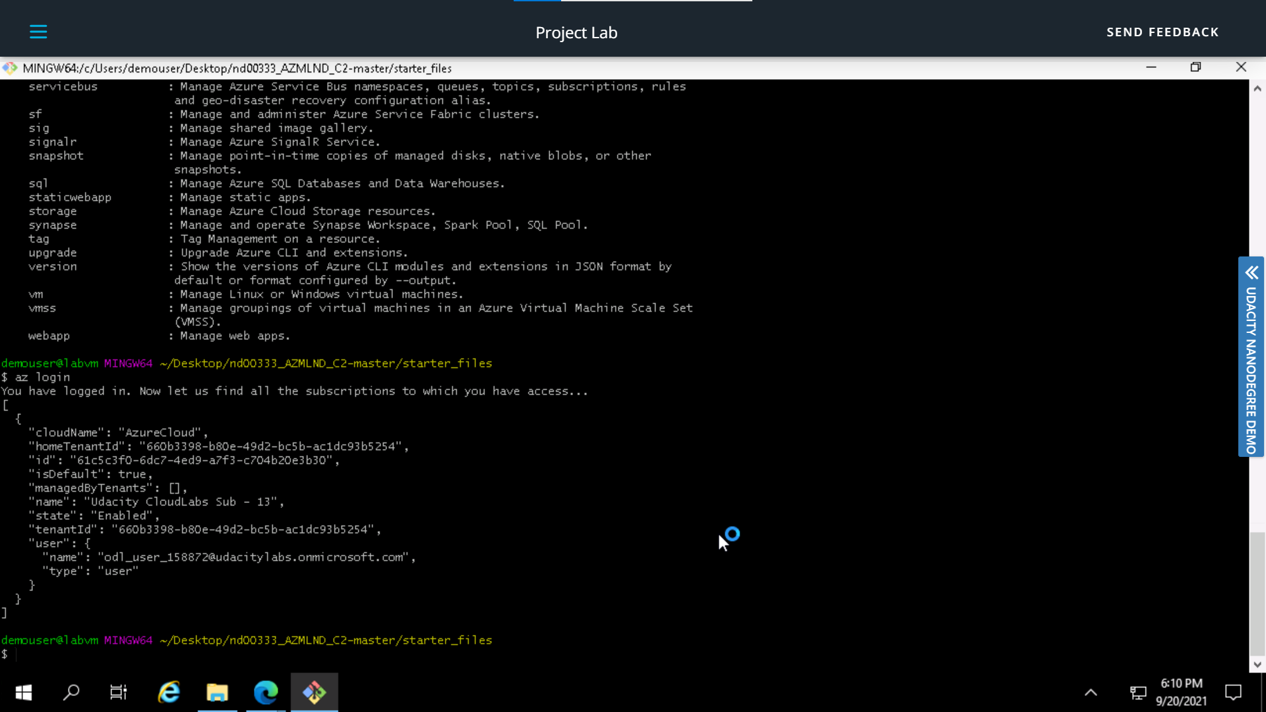 Project Lab
SEND FEEDBACK
MINGW64:/c/Users/demouser/Desktop/nd00333_AZMLND_C2-master/starter_files
servicebus : Manage Azure Service Bus namespaces, queues, topics, subscriptions, rules
and geo-disaster recovery configuration alias.
sf : Manage and administer Azure Service Fabric clusters.
sig : Manage shared image gallery.
signalr : Manage Azure SignalR Service.
snapshot : Manage point-in-time copies of managed disks, native blobs, or other
snapshots.
sql : Manage Azure SQL Databases and Data Warehouses.
staticwebapp : Manage static apps.
storage : Manage Azure Cloud Storage resources.
synapse : Manage and operate Synapse Workspace, Spark Pool, SQL Pool.
tag : Tag Management on a resource.
upgrade : Upgrade Azure CLI and extensions.
version : Show the versions of Azure CLI modules and extensions in JSON format by
default or format configured by --output.
vm : Manage Linux or Windows virtual machines.
vmss : Manage groupings of virtual machines in an Azure Virtual Machine Scale Set
(VMSS).
webapp : Manage web apps.
demouser@labvm MINGW64 ~/Desktop/nd00333_AZMLND_C2-master/starter_files
$ az login
You have logged in. Now let us find all the subscriptions to which you have access...
[
{
"cloudName": "AzureCloud",
"homeTenantId": "660b3398-b80e-49d2-bc5b-ac1dc93b5254",
"id": "61c5c3f0-6dc7-4ed9-a7f3-c704b20e3b30",
"isDefault": true,
"managedByTenants": [],
"name": "Udacity CloudLabs Sub - 13",
"state": "Enabled",
"tenantId": "660b3398-b80e-49d2-bc5b-ac1dc93b5254",
"user": {
"name": "odl_user_158872@udacitylabs.onmicrosoft.com",
"type": "user"
}
}
]
demouser@labvm MINGW64 ~/Desktop/nd00333_AZMLND_C2-master/starter_files
$
UDACITY NANODEGREE DEMO
6:10 PM
9/20/2021